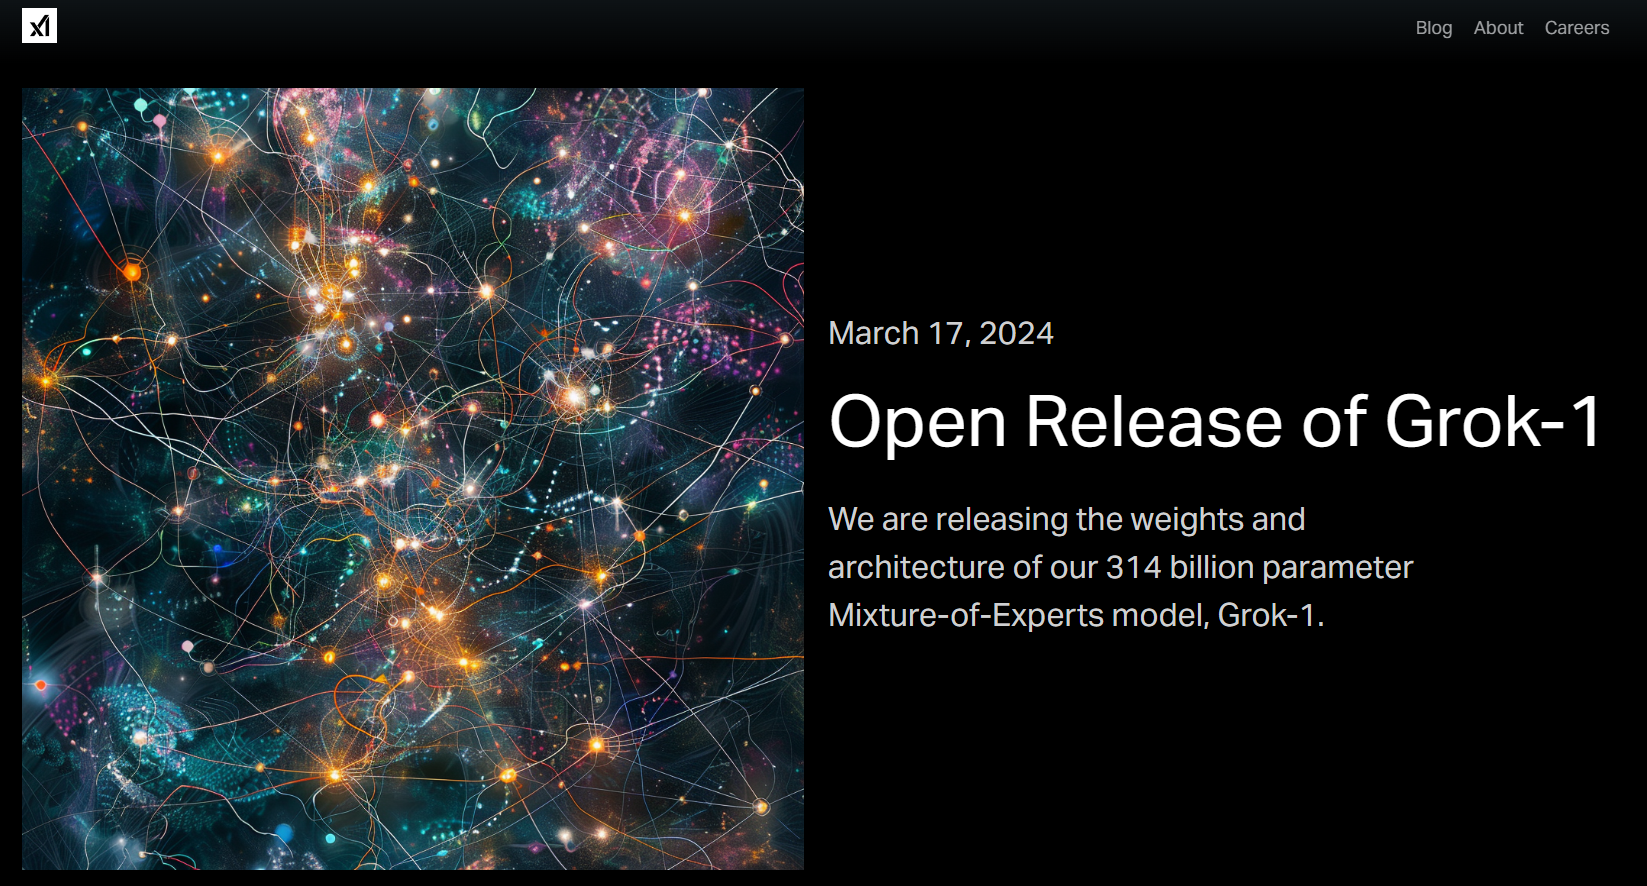 xAI
Blog About Careers
March 17, 2024
Open Release of Grok-1
We are releasing the weights and
architecture of our 314 billion parameter
Mixture-of-Experts model, Grok-1.